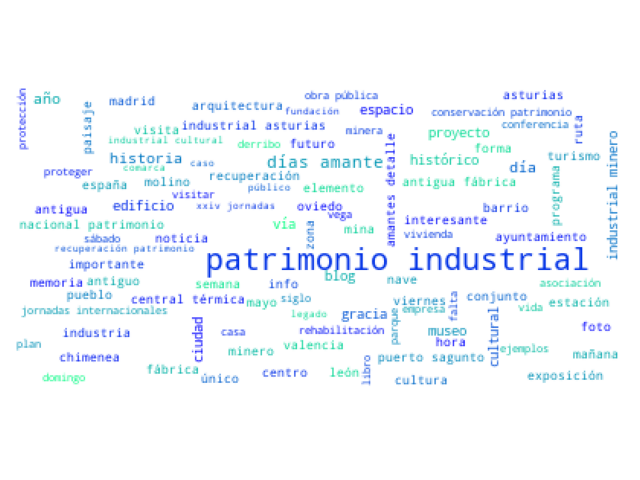 obra pública
asturias
protección
año
madrid
arquitectura
fundación
espacio
conservación patrimonio
paisaje
visita
industrial asturias
minera
proyecto
conferencia
ruta
industrial cultural
derribo
futuro
forma
industrial minero
historia
caso
días amante
amantes detalle
histórico
día
turismo
proteger
comarca
recuperación
españa
molino
visitar
público
elemento
antigua fábrica
programa
antigua
edificio
xxiv jornadas
oviedo
vega
interesante
barrio
nacional patrimonio
vía
zona
mina
vivienda
ayuntamiento
sábado
noticia
recuperación patrimonio
patrimonio industrial
importante
blog
memoria
antiguo
semana
info
nave
asociación
pueblo
central térmica
mayo
siglo
viernes
falta
conjunto
estación
jornadas internacionales
legado
gracia
parque
empresa
cultural
vida
industria
ciudad
casa
rehabilitación
museo
hora
foto
plan
chimenea
minero
valencia
libro
puerto sagunto
ejemplos
mañana
domingo
fábrica
único
centro
león
cultura
exposición